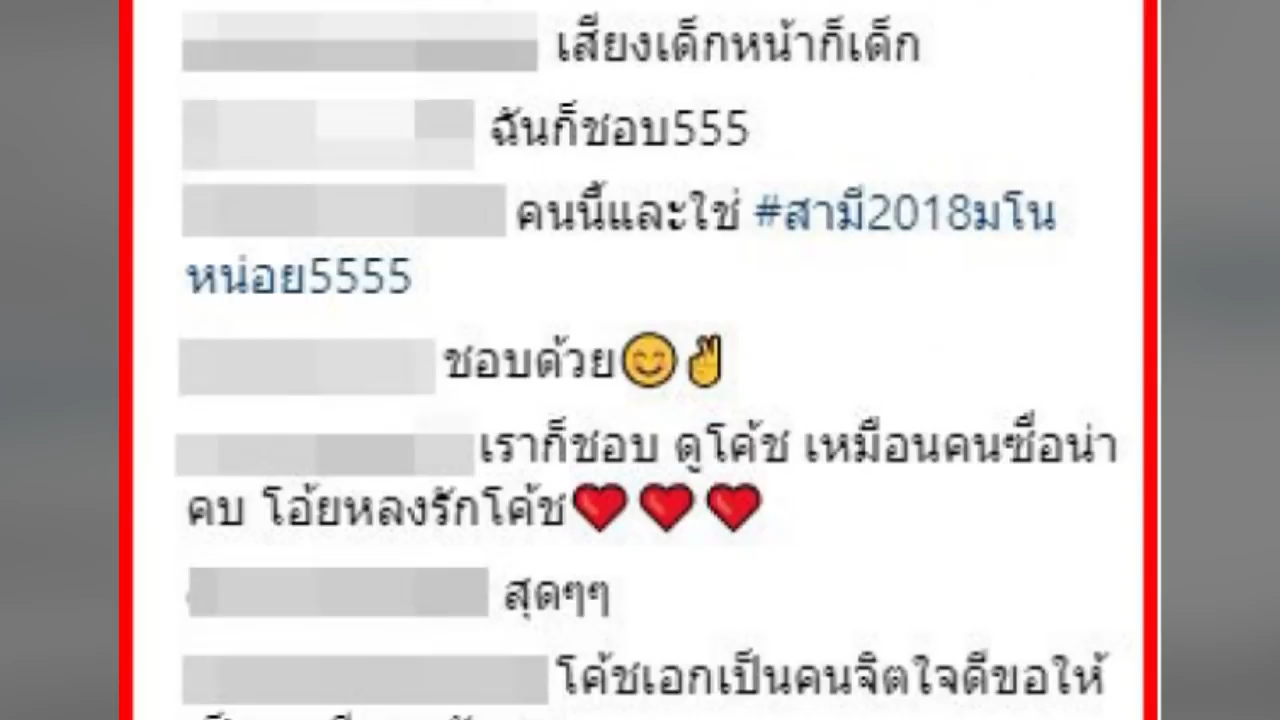 เสียงเด็กหน้าก็เด็ก
ฉันก็ชอบ555
คนนี้และใช่ #สามี2018มโน
หน่อย5555
ชอบด้วย😊✌
เราก็ชอบ ดูโค้ช เหมือนคนซื่อน่า
คบ โอ้ยหลงรักโค้ช❤❤❤
สุดๆๆ
โค้ชเอกเป็นคนจิตใจดีขอให้